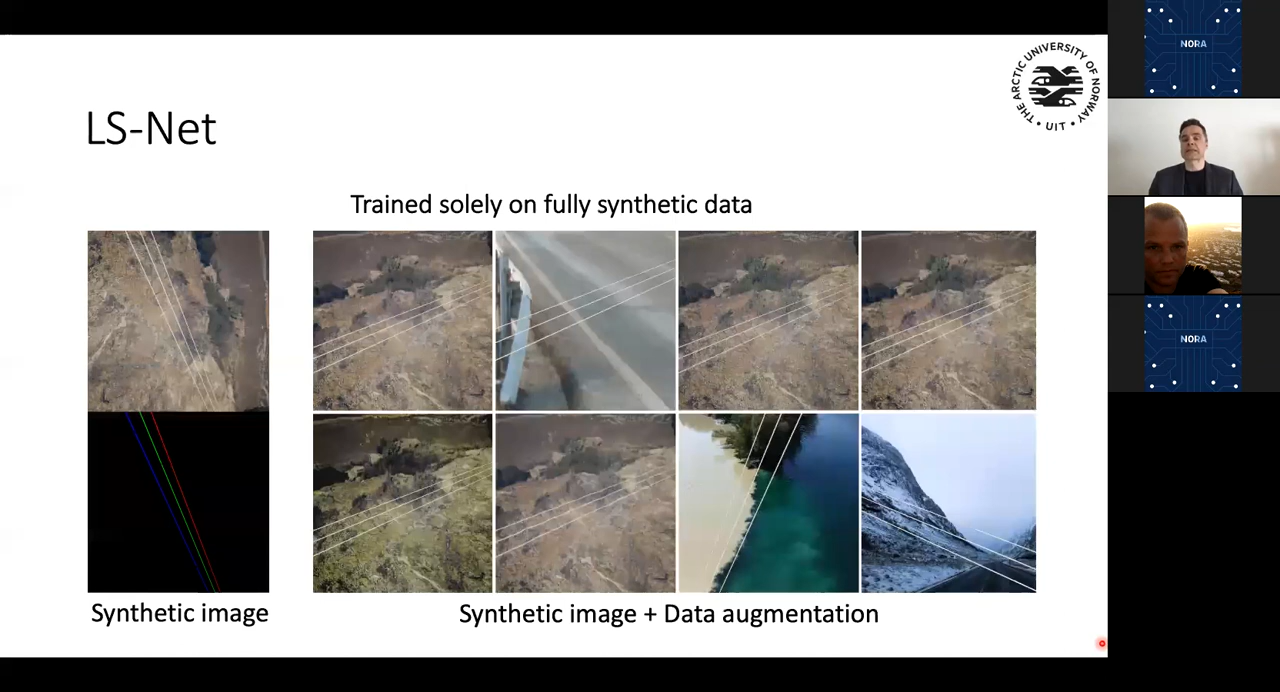 LS-Net
THE ARCTIC UNIVERSITY OF NORWAY
• UIT •
Trained solely on fully synthetic data
Synthetic image
Synthetic image + Data augmentation
NORA
NORA